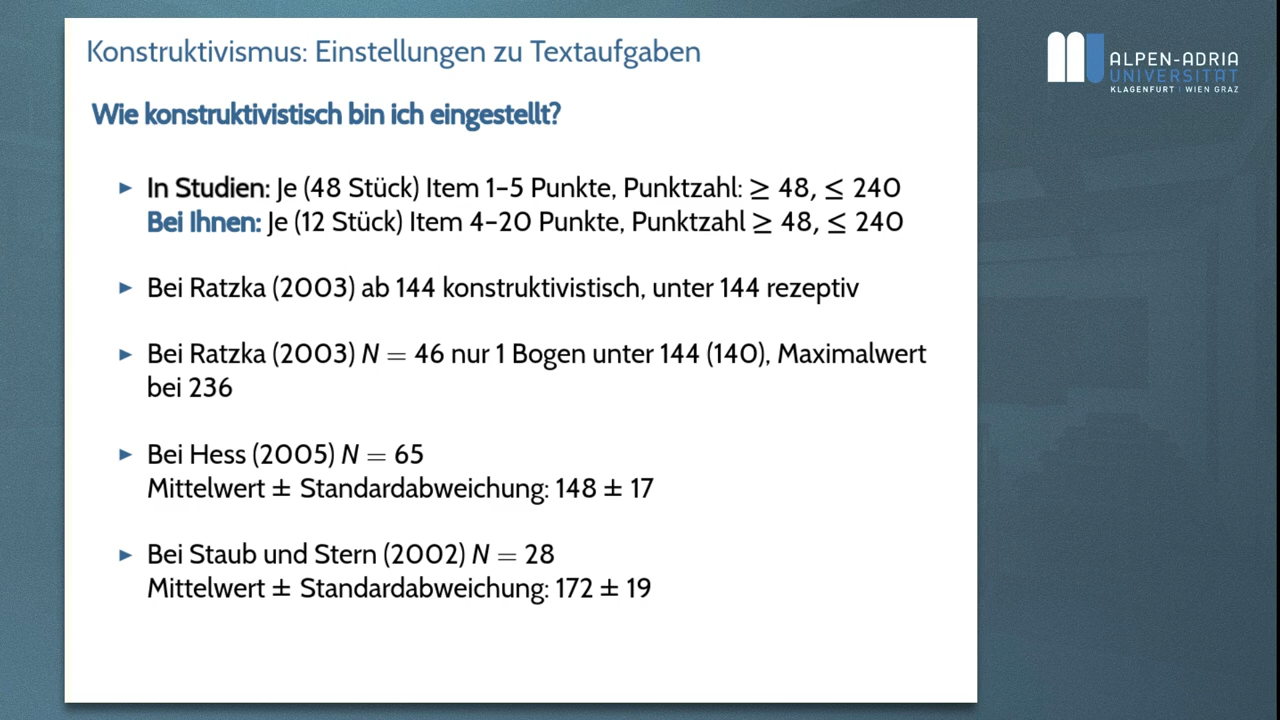 Konstruktivismus: Einstellungen zu Textaufgaben
ALPEN-ADRIA
UNIVERSITÄT
KLAGENFURT | WIEN GRAZ
Wie konstruktivistisch bin ich eingestellt?
► In Studien: Je (48 Stück) Item 1–5 Punkte, Punktzahl: ≥ 48, ≤ 240
Bei Ihnen: Je (12 Stück) Item 4–20 Punkte, Punktzahl ≥ 48, ≤ 240
► Bei Ratzka (2003) ab 144 konstruktivistisch, unter 144 rezeptiv
► Bei Ratzka (2003) N = 46 nur 1 Bogen unter 144 (140), Maximalwert
bei 236
► Bei Hess (2005) N = 65
Mittelwert ± Standardabweichung: 148 ± 17
► Bei Staub und Stern (2002) N = 28
Mittelwert ± Standardabweichung: 172 ± 19